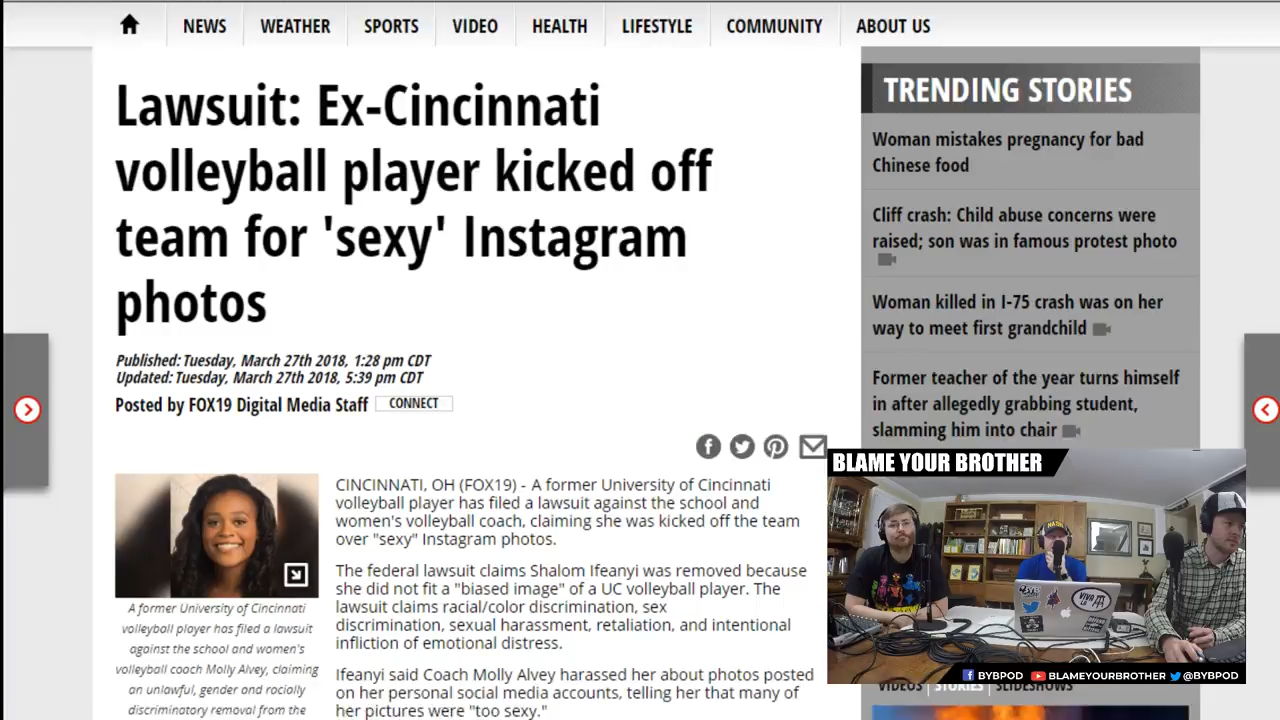 NEWS WEATHER SPORTS VIDEO HEALTH LIFESTYLE COMMUNITY ABOUT US
Lawsuit: Ex-Cincinnati
volleyball player kicked off
team for 'sexy' Instagram
photos
Published: Tuesday, March 27th 2018, 1:28 pm CDT
Updated: Tuesday, March 27th 2018, 5:39 pm CDT
Posted by FOX19 Digital Media Staff CONNECT
A former University of Cincinnati
volleyball player has filed a lawsuit
against the school and women's
volleyball coach Molly Alvey, claiming
an unlawful, gender and racially
discriminatory removal from the
CINCINNATI, OH (FOX19) - A former University of Cincinnati
volleyball player has filed a lawsuit against the school and
women's volleyball coach, claiming she was kicked off the team
over "sexy" Instagram photos.
The federal lawsuit claims Shalom Ifeanyi was removed because
she did not fit a "biased image" of a UC volleyball player. The
lawsuit claims racial/color discrimination, sex
discrimination, sexual harassment, retaliation, and intentional
infliction of emotional distress.
Ifeanyi said Coach Molly Alvey harassed her about photos posted
on her personal social media accounts, telling her that many of
her pictures were "too sexy."
TRENDING STORIES
Woman mistakes pregnancy for bad
Chinese food
Cliff crash: Child abuse concerns were
raised; son was in famous protest photo
Woman killed in I-75 crash was on her
way to meet first grandchild
Former teacher of the year turns himself
in after allegedly grabbing student,
slamming him into chair
BLAME YOUR BROTHER
BYBPOD BLAMEYOURBROTHER @BYBPOD
VIDEOS STORIES SLIDESHOWS